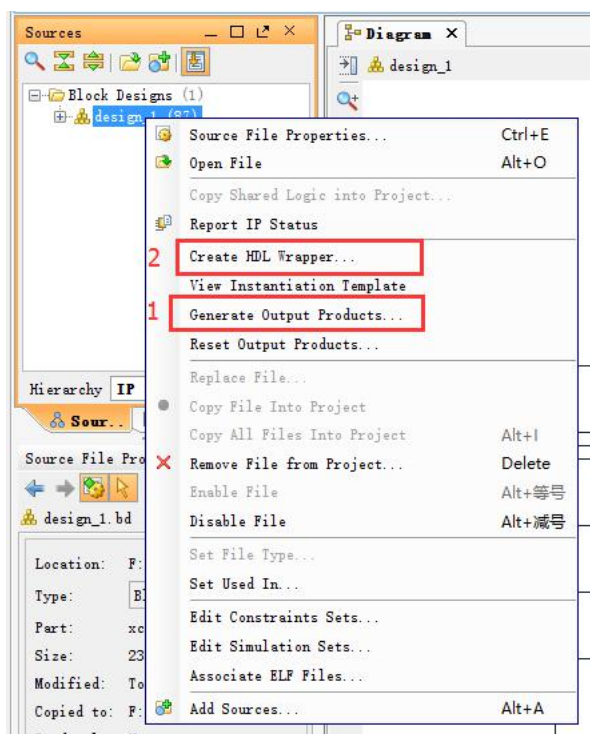 Sources
Diagram
design_1
Block Designs (1)
design_1 (87)
Source File Properties... Ctrl+E
Open File Alt+O
Copy Shared Logic into Project...
Report IP Status
2 Create HDL Wrapper...
View Instantiation Template
1 Generate Output Products...
Reset Output Products...
Replace File...
Copy File Into Project
Copy All Files Into Project Alt+I
Remove File from Project... Delete
Enable File Alt+等号
Disable File Alt+减号
Set File Type...
Set Used In...
Edit Constraints Sets...
Edit Simulation Sets...
Associate ELF Files...
Add Sources... Alt+A
Hierarchy IP
Sour..
Source File Pro
design_1.bd
Location: F:
Type: Bl
Part: xc
Size: 23
Modified: To
Copied to: F: